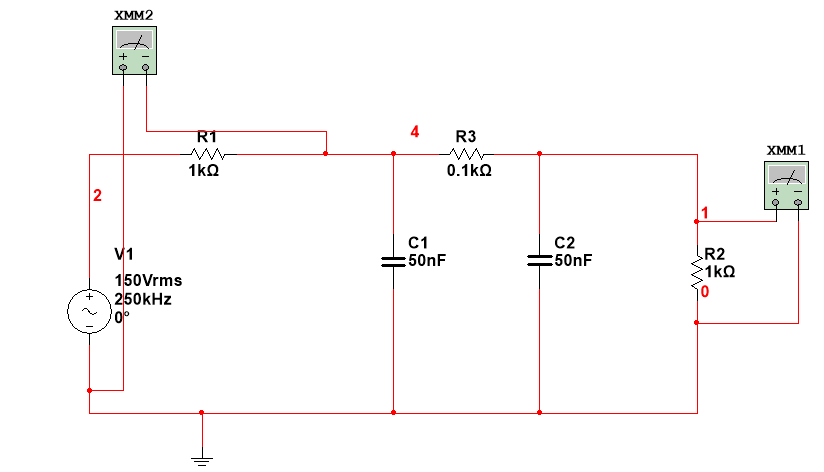 XMM2
+ −
R1
1kΩ
4
R3
0.1kΩ
XMM1
+ −
2
1
V1
150Vrms
250kHz
0°
+
−
C1
50nF
C2
50nF
R2
1kΩ
0